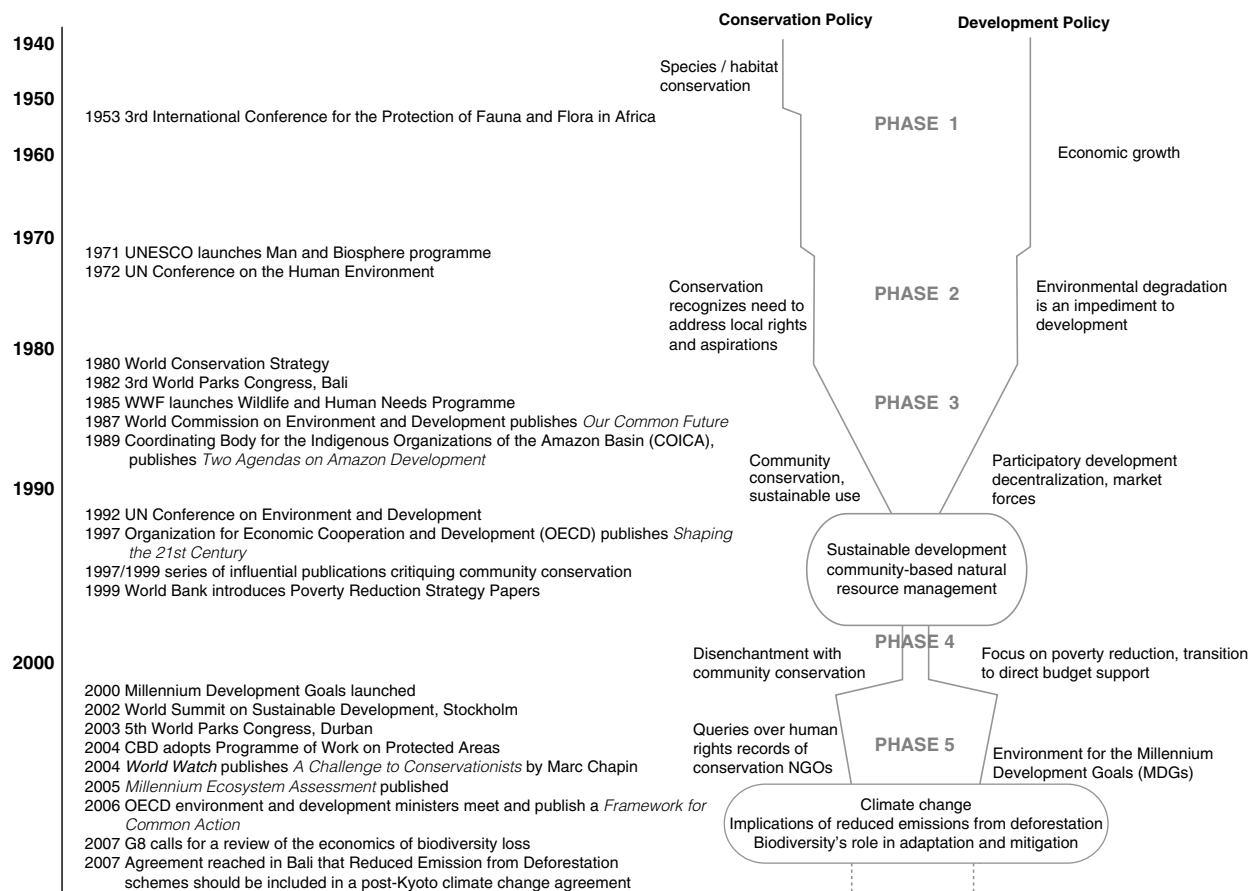 Conservation Policy
Development Policy
1940
Species / habitat
conservation
1950
1953 3rd International Conference for the Protection of Fauna and Flora in Africa
PHASE 1
1960
Economic growth
1970
1971 UNESCO launches Man and Biosphere programme
1972 UN Conference on the Human Environment
Conservation
recognizes need to
address local rights
and aspirations
PHASE 2
Environmental degradation
is an impediment to
development
1980
1980 World Conservation Strategy
1982 3rd World Parks Congress, Bali
1985 WWF launches Wildlife and Human Needs Programme
1987 World Commission on Environment and Development publishes Our Common Future
1989 Coordinating Body for the Indigenous Organizations of the Amazon Basin (COICA),
publishes Two Agendas on Amazon Development
PHASE 3
Community
conservation,
sustainable use
Participatory development
decentralization, market
forces
1990
1992 UN Conference on Environment and Development
1997 Organization for Economic Cooperation and Development (OECD) publishes Shaping
the 21st Century
1997/1999 series of influential publications critiquing community conservation
1999 World Bank introduces Poverty Reduction Strategy Papers
Sustainable development
community-based natural
resource management
PHASE 4
Disenchantment with
community conservation
Focus on poverty reduction, transition
to direct budget support
2000
2000 Millennium Development Goals launched
2002 World Summit on Sustainable Development, Stockholm
2003 5th World Parks Congress, Durban
2004 CBD adopts Programme of Work on Protected Areas
2004 World Watch publishes A Challenge to Conservationists by Marc Chapin
2005 Millennium Ecosystem Assessment published
2006 OECD environment and development ministers meet and publish a Framework for
Common Action
2007 G8 calls for a review of the economics of biodiversity loss
2007 Agreement reached in Bali that Reduced Emission from Deforestation
schemes should be included in a post-Kyoto climate change agreement
Queries over human
rights records of
conservation NGOs
PHASE 5
Environment for the Millennium
Development Goals (MDGs)
Climate change
Implications of reduced emissions from deforestation
Biodiversity's role in adaptation and mitigation